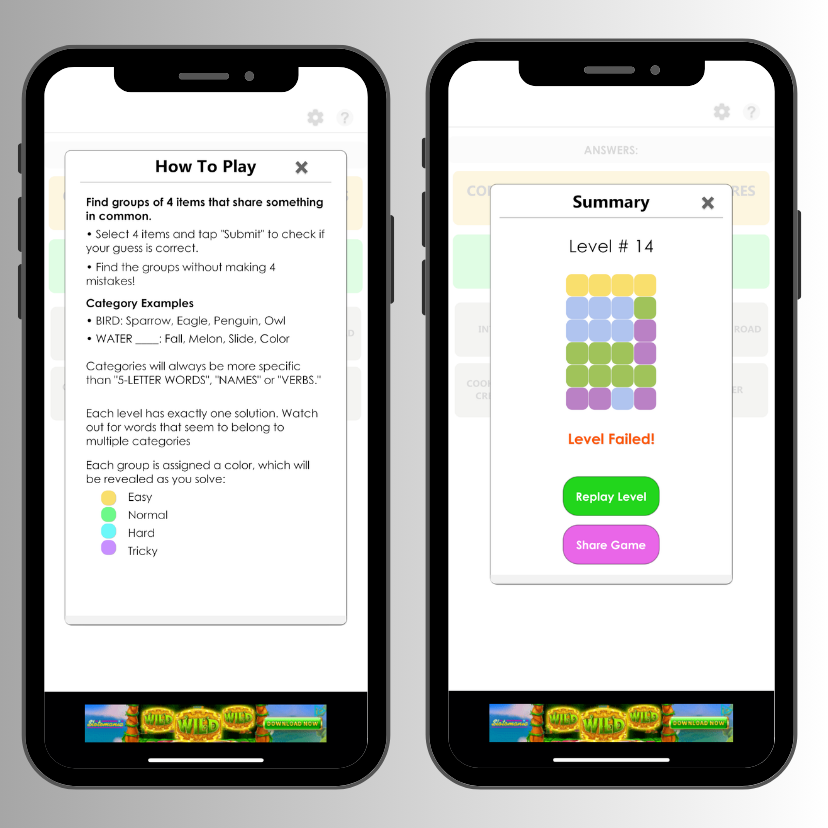 How To Play
Find groups of 4 items that share something
in common.
• Select 4 items and tap "Submit" to check if
your guess is correct.
• Find the groups without making 4
mistakes!
Category Examples
• BIRD: Sparrow, Eagle, Penguin, Owl
• WATER ____: Fall, Melon, Slide, Color
Categories will always be more specific
than "5-LETTER WORDS", "NAMES" or "VERBS."
Each level has exactly one solution. Watch
out for words that seem to belong to
multiple categories
Each group is assigned a color, which will
be revealed as you solve:
Easy
Normal
Hard
Tricky
Slotomania
WILD WILD WILD
DOWNLOAD NOW!
?
?
ANSWERS:
Summary
Level # 14
Level Failed!
Replay Level
Share Game
Slotomania
WILD WILD WILD
DOWNLOAD NOW!